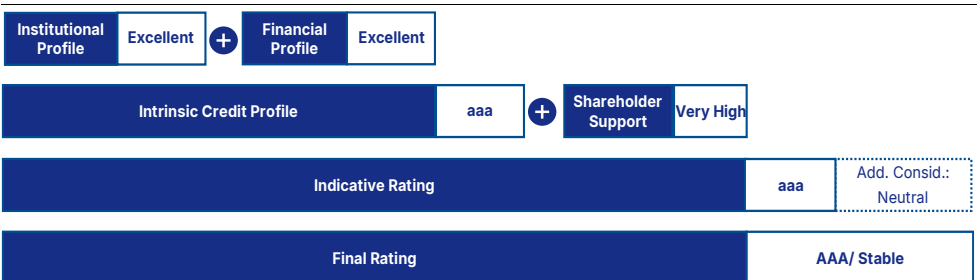 Institutional
Profile
Excellent
+
Financial
Profile
Excellent
Intrinsic Credit Profile
aaa
+
Shareholder
Support
Very High
Indicative Rating
aaa
Add. Consid.:
Neutral
Final Rating
AAA/ Stable